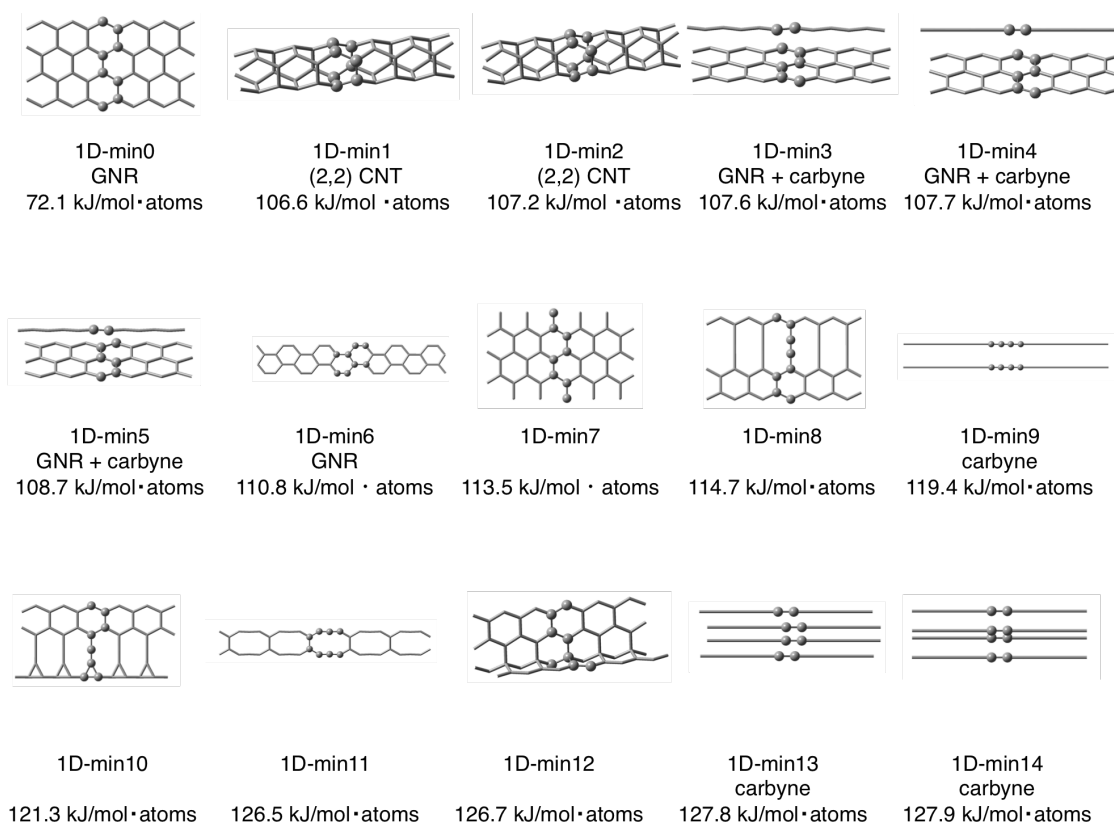 1D-min0
GNR
72.1 kJ/mol・atoms
1D-min1
(2,2) CNT
106.6 kJ/mol ・atoms
1D-min2
(2,2) CNT
107.2 kJ/mol ・atoms
1D-min3
GNR + carbyne
107.6 kJ/mol・atoms
1D-min4
GNR + carbyne
107.7 kJ/mol・atoms
1D-min5
GNR + carbyne
108.7 kJ/mol・atoms
1D-min6
GNR
110.8 kJ/mol ・ atoms
1D-min7
113.5 kJ/mol ・ atoms
1D-min8
114.7 kJ/mol・atoms
1D-min9
carbyne
119.4 kJ/mol・atoms
1D-min10
121.3 kJ/mol・atoms
1D-min11
126.5 kJ/mol・atoms
1D-min12
126.7 kJ/mol・atoms
1D-min13
carbyne
127.8 kJ/mol・atoms
1D-min14
carbyne
127.9 kJ/mol・atoms